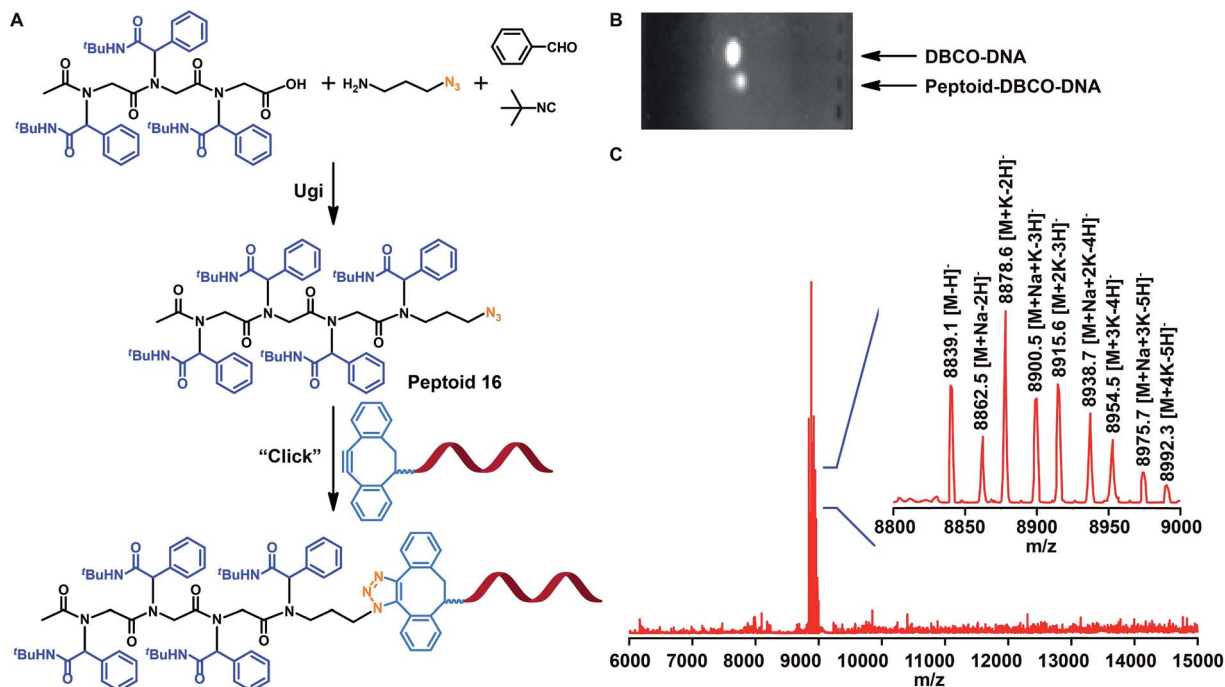 A
O
ᵗBuHN
O
O
O
CHO
N
N
OH
+
H₂N
N₃
+
N
O
O
NC
ᵗBuHN
ᵗBuHN
O
O
Ugi
O
O
ᵗBuHN
ᵗBuHN
O
O
O
N
N
N₃
N
N
O
O
ᵗBuHN
ᵗBuHN
O
O
Peptoid 16
“Click”
O
O
ᵗBuHN
ᵗBuHN
N
N
O
O
O
N
N
N
N
N
O
O
ᵗBuHN
ᵗBuHN
O
O
B
DBCO-DNA
Peptoid-DBCO-DNA
C
8839.1 [M-H]⁻
8862.5 [M+Na-2H]⁻
8878.6 [M+K-2H]⁻
8900.5 [M+Na+K-3H]⁻
8915.6 [M+2K-3H]⁻
8938.7 [M+Na+2K-4H]⁻
8954.5 [M+3K-4H]⁻
8975.7 [M+Na+3K-5H]⁻
8992.3 [M+4K-5H]⁻
8800 8850 8900 8950 9000
m/z
6000 7000 8000 9000 10000 11000 12000 13000 14000 15000
m/z